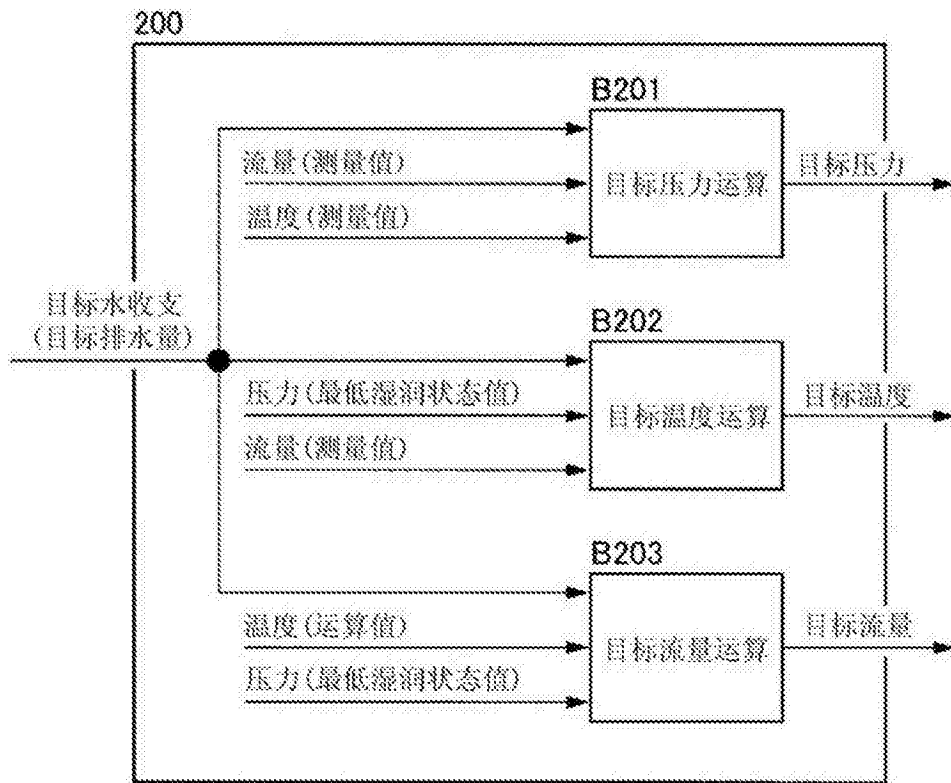 200
B201
流量(测量值)
温度(测量值)
目标压力运算
目标压力
目标水收支
(目标排水量)
B202
压力(最低湿润状态值)
流量(测量值)
目标温度运算
目标温度
B203
温度(运算值)
压力(最低湿润状态值)
目标流量运算
目标流量